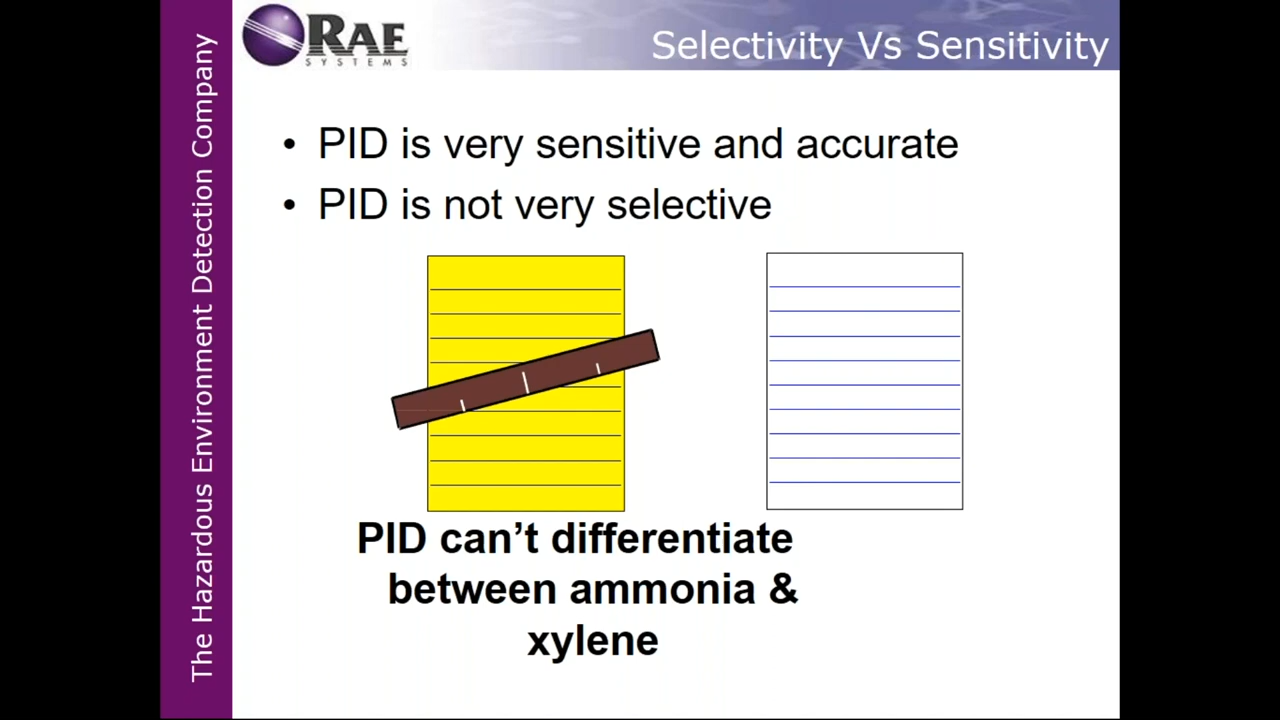 The Hazardous Environment Detection Company
RAE
SYSTEMS
Selectivity Vs Sensitivity
• PID is very sensitive and accurate
• PID is not very selective
PID can’t differentiate
between ammonia &
xylene